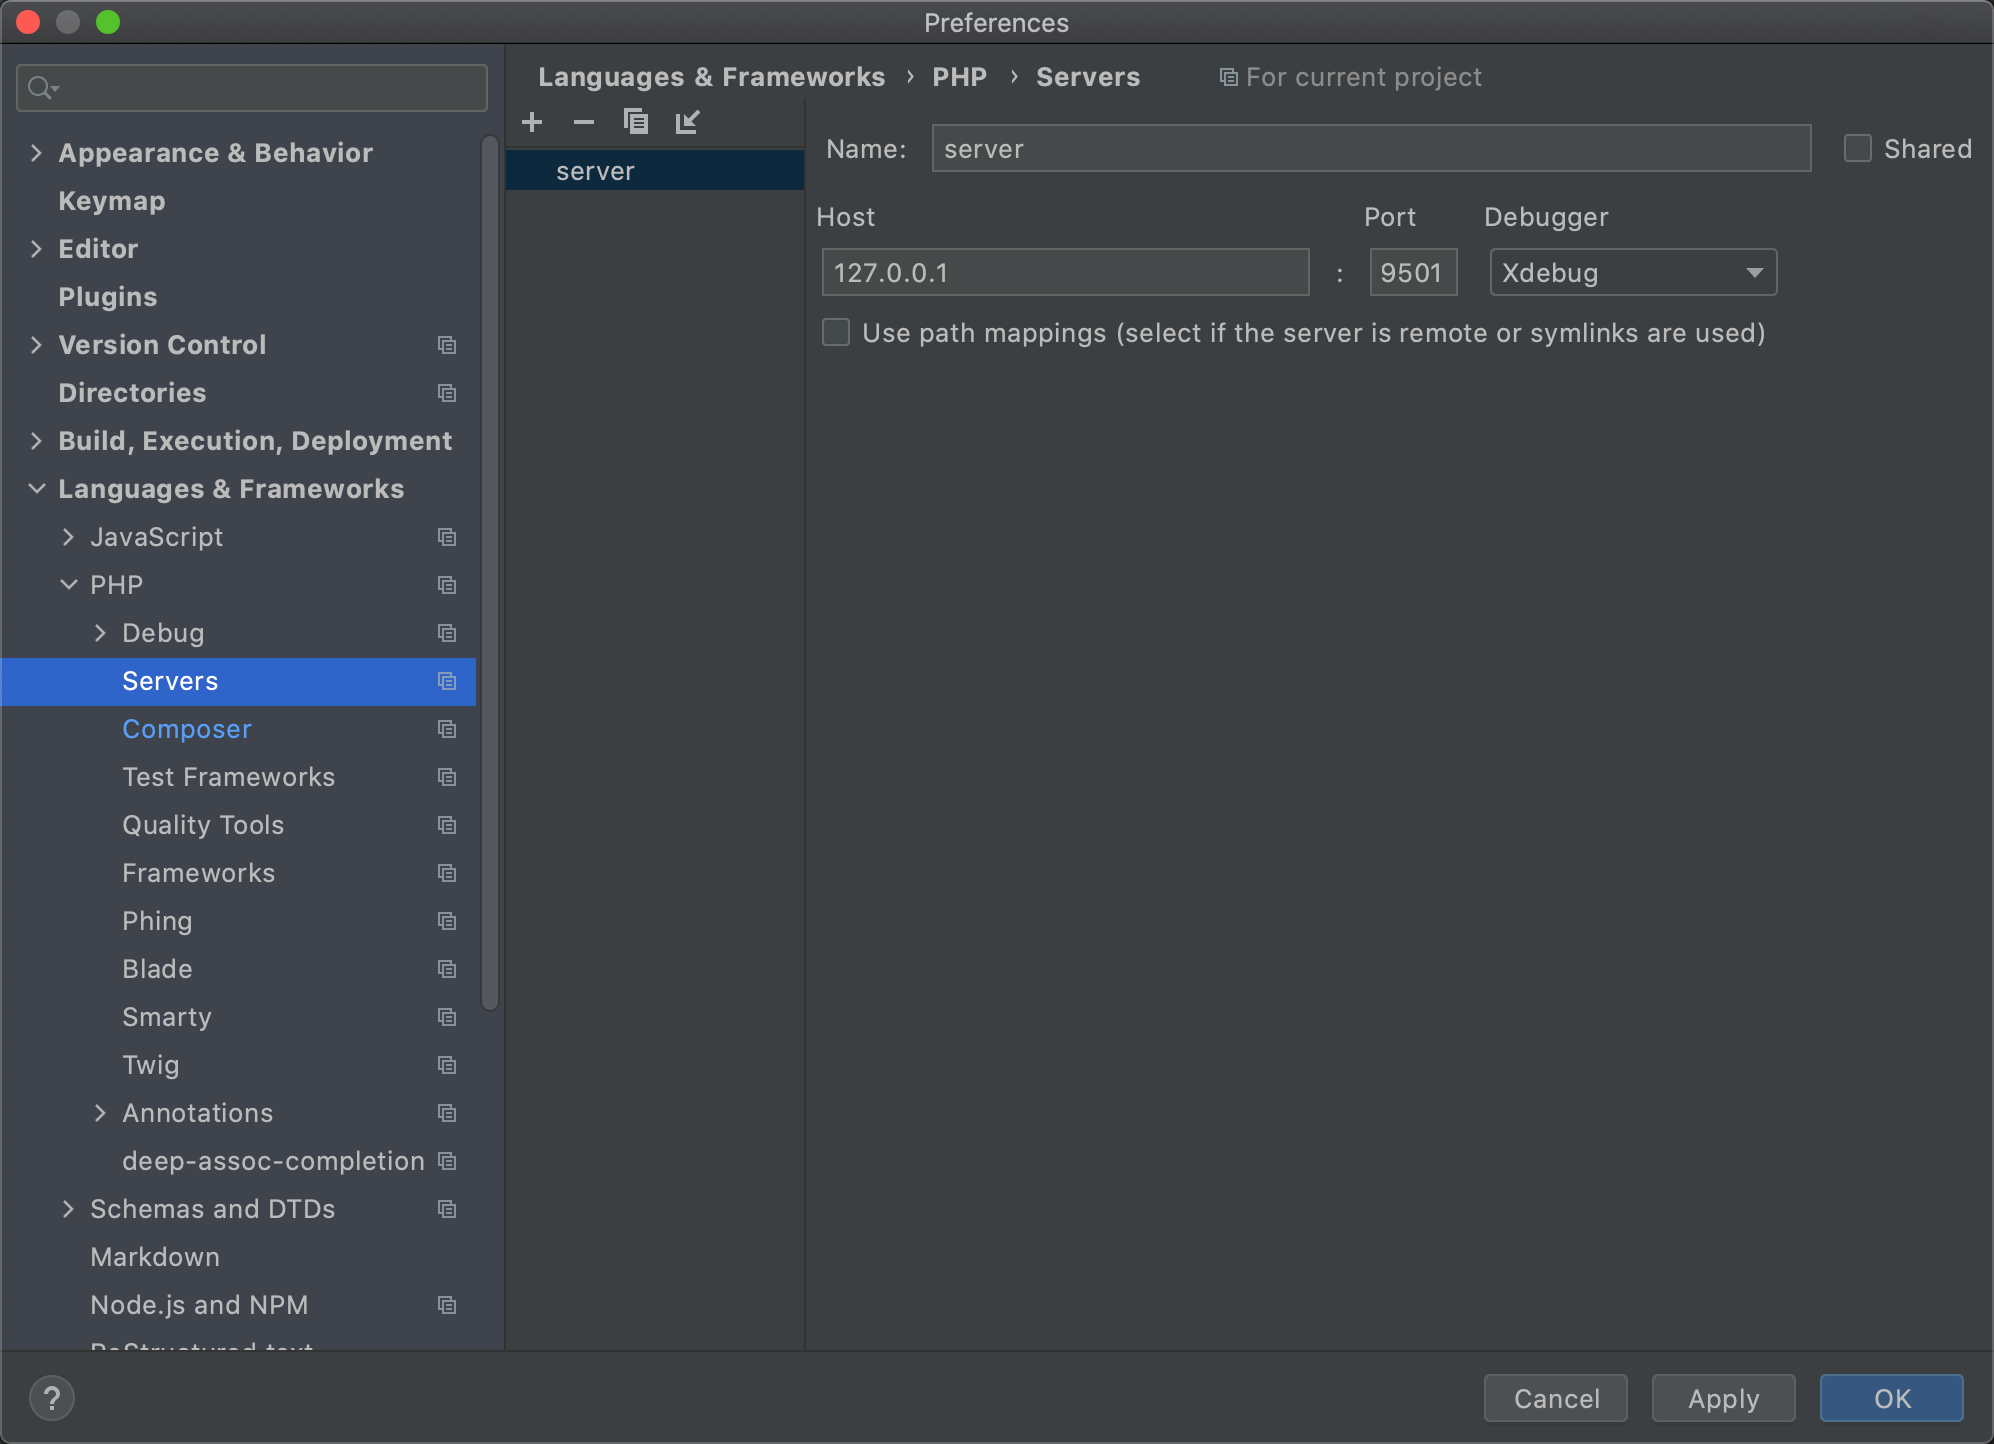 Preferences
Languages & Frameworks › PHP › Servers For current project
Appearance & Behavior
Keymap
Editor
Plugins
Version Control
Directories
Build, Execution, Deployment
Languages & Frameworks
JavaScript
PHP
Debug
Servers
Composer
Test Frameworks
Quality Tools
Frameworks
Phing
Blade
Smarty
Twig
Annotations
deep-assoc-completion
Schemas and DTDs
Markdown
Node.js and NPM
ReStructured text
server
Name: server Shared
Host Port Debugger
127.0.0.1 : 9501 Xdebug
Use path mappings (select if the server is remote or symlinks are used)
? Cancel Apply OK